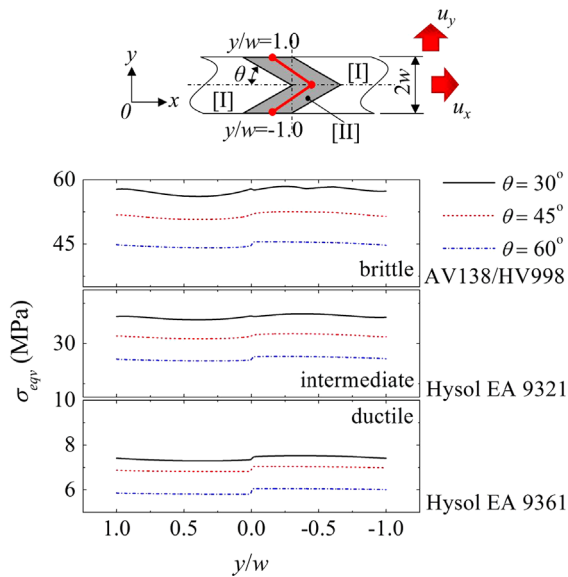 u_y
y/w=1.0
y
θ
[I]
2w
0
x
[I]
[II]
u_x
y/w=-1.0
60
θ = 30°
θ = 45°
45
θ = 60°
brittle
AV138/HV998
σ_eqv (MPa)
30
intermediate
Hysol EA 9321
10
ductile
8
6
Hysol EA 9361
1.0
0.5
0.0
-0.5
-1.0
y/w